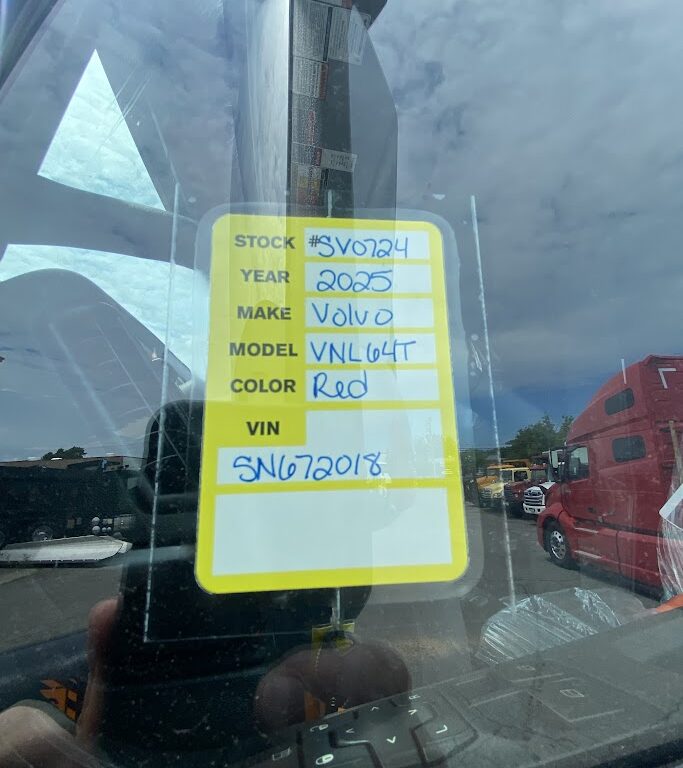 STOCK #SV0724
YEAR 2025
MAKE Volvo
MODEL VNL64T
COLOR Red
VIN
SN672018